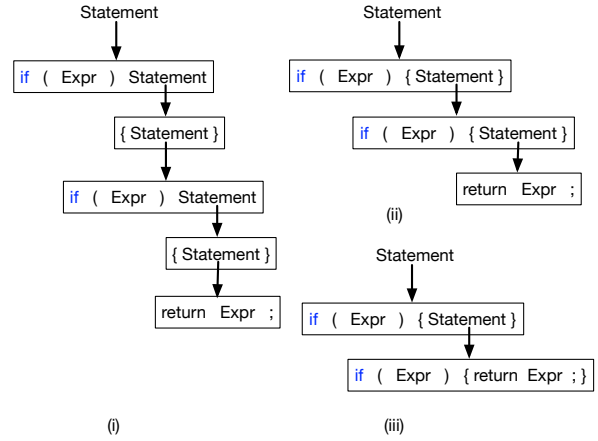 Statement
if ( Expr ) Statement
{ Statement }
if ( Expr ) Statement
{ Statement }
return Expr ;
(i)
Statement
if ( Expr ) { Statement }
if ( Expr ) { Statement }
return Expr ;
(ii)
Statement
if ( Expr ) { Statement }
if ( Expr ) { return Expr ; }
(iii)